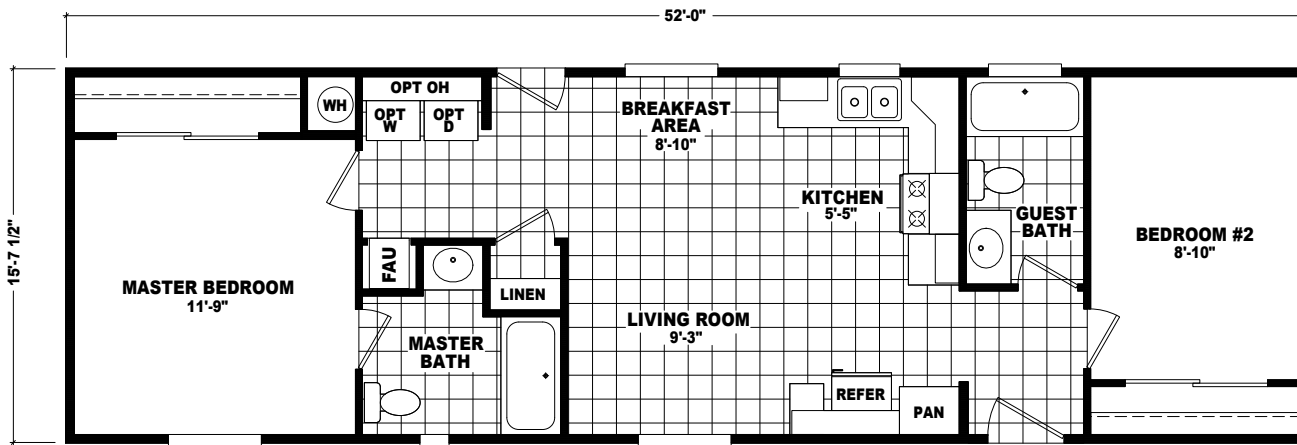 52'-0"
15'-7 1/2"
WH
OPT OH
OPT
W
OPT
D
BREAKFAST
AREA
8'-10"
KITCHEN
5'-5"
GUEST
BATH
BEDROOM #2
8'-10"
MASTER BEDROOM
11'-9"
FAU
LINEN
MASTER
BATH
LIVING ROOM
9'-3"
REFER
PAN